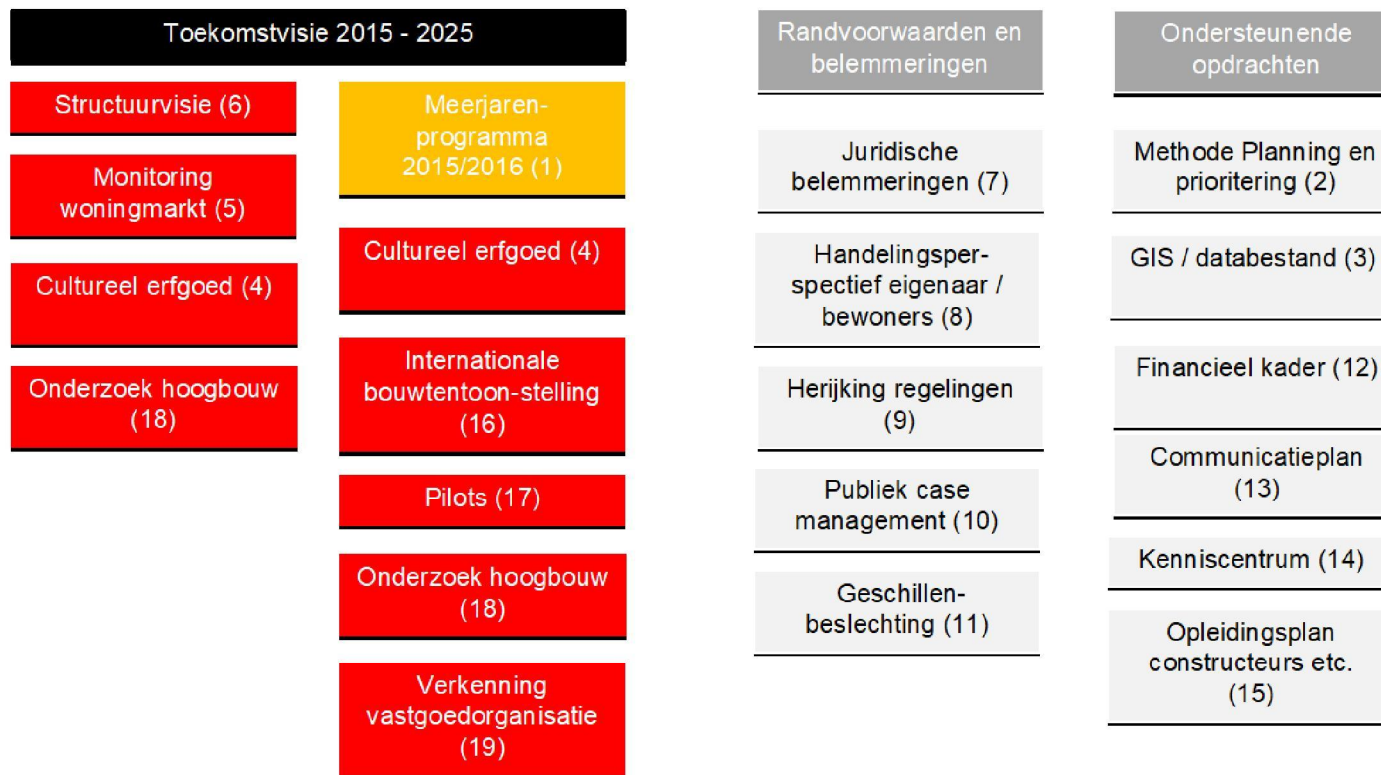 Toekomstvisie 2015 - 2025
Structuurvisie (6)
Monitoring
woningmarkt (5)
Cultureel erfgoed (4)
Onderzoek hoogbouw
(18)
Meerjaren-
programma
2015/2016 (1)
Cultureel erfgoed (4)
Internationale
bouwtentoon-stelling
(16)
Pilots (17)
Onderzoek hoogbouw
(18)
Verkenning
vastgoedorganisatie
(19)
Randvoorwaarden en
belemmeringen
Juridische
belemmeringen (7)
Handelingsper-
spectief eigenaar /
bewoners (8)
Herijking regelingen
(9)
Publiek case
management (10)
Geschillen-
beslechting (11)
Ondersteunende
opdrachten
Methode Planning en
prioritering (2)
GIS / databestand (3)
Financieel kader (12)
Communicatieplan
(13)
Kenniscentrum (14)
Opleidingsplan
constructeurs etc.
(15)